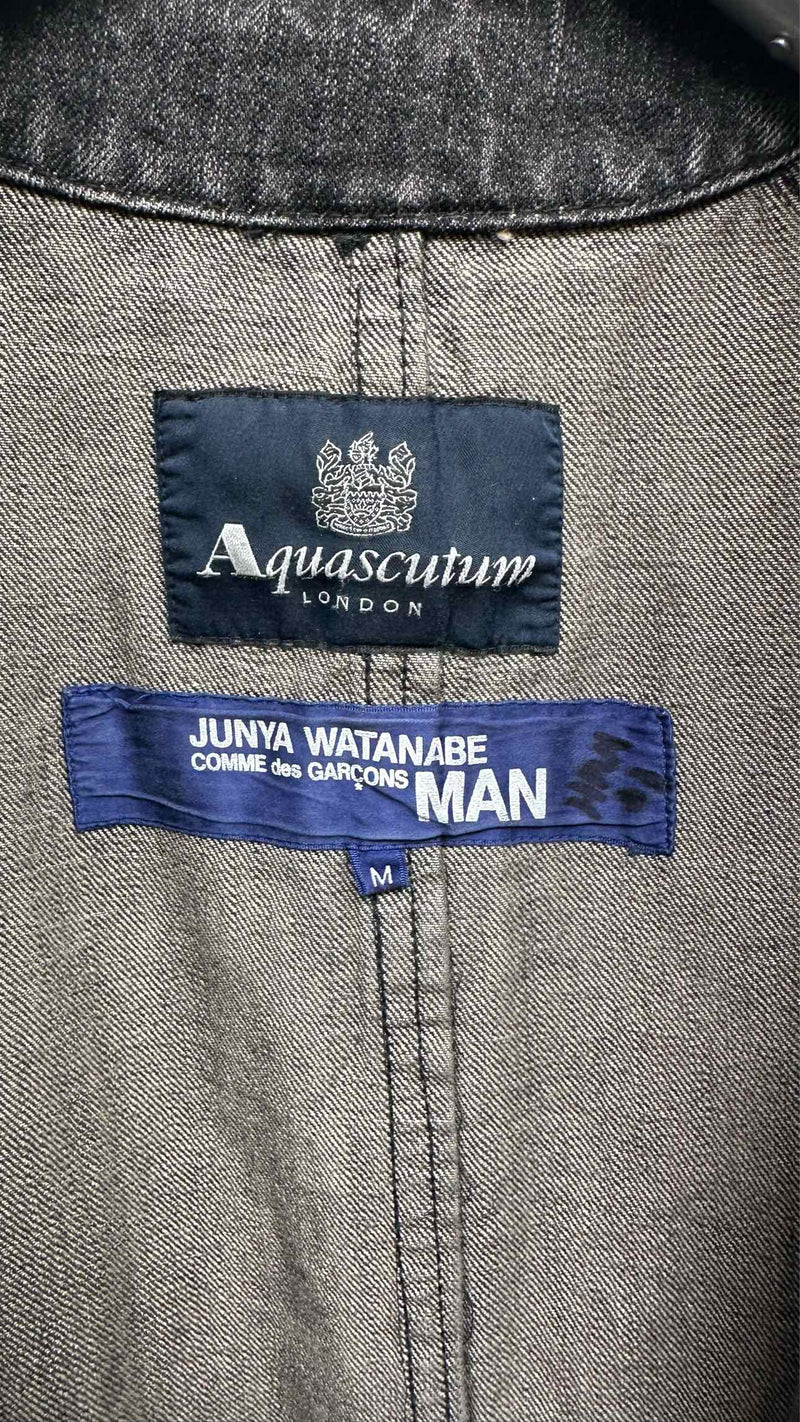 Aquascutum
LONDON
JUNYA WATANABE
COMME des GARÇONS MAN
M